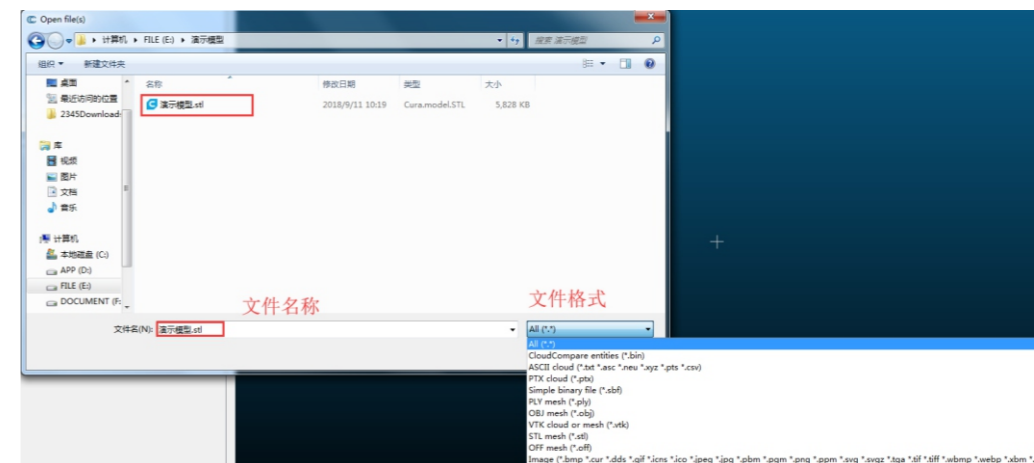 Open file(s)
计算机 ▸ FILE (E:) ▸ 演示模型
搜索 演示模型
组织 新建文件夹
桌面
最近访问的位置
2345Download
库
视频
图片
文档
音乐
计算机
本地磁盘 (C:)
APP (D:)
FILE (E:)
DOCUMENT (F:
名称 修改日期 类型 大小
演示模型.stl 2018/9/11 10:19 Cura.model.STL 5,828 KB
文件名称
文件格式
文件名(N): 演示模型.stl
All (*.*)
All (*.*)
CloudCompare entities (*.bin)
ASCII cloud (*.txt *.asc *.neu *.xyz *.pts *.csv)
PTX cloud (*.ptx)
Simple binary file (*.sbf)
PLY mesh (*.ply)
OBJ mesh (*.obj)
VTK cloud or mesh (*.vtk)
STL mesh (*.stl)
OFF mesh (*.off)
Image (*.bmp *.cur *.dds *.gif *.icns *.ico *.jpeg *.jpg *.pbm *.pgm *.png *.ppm *.svg *.svgz *.tga *.tif *.tiff *.wbmp *.webp *.xbm *.